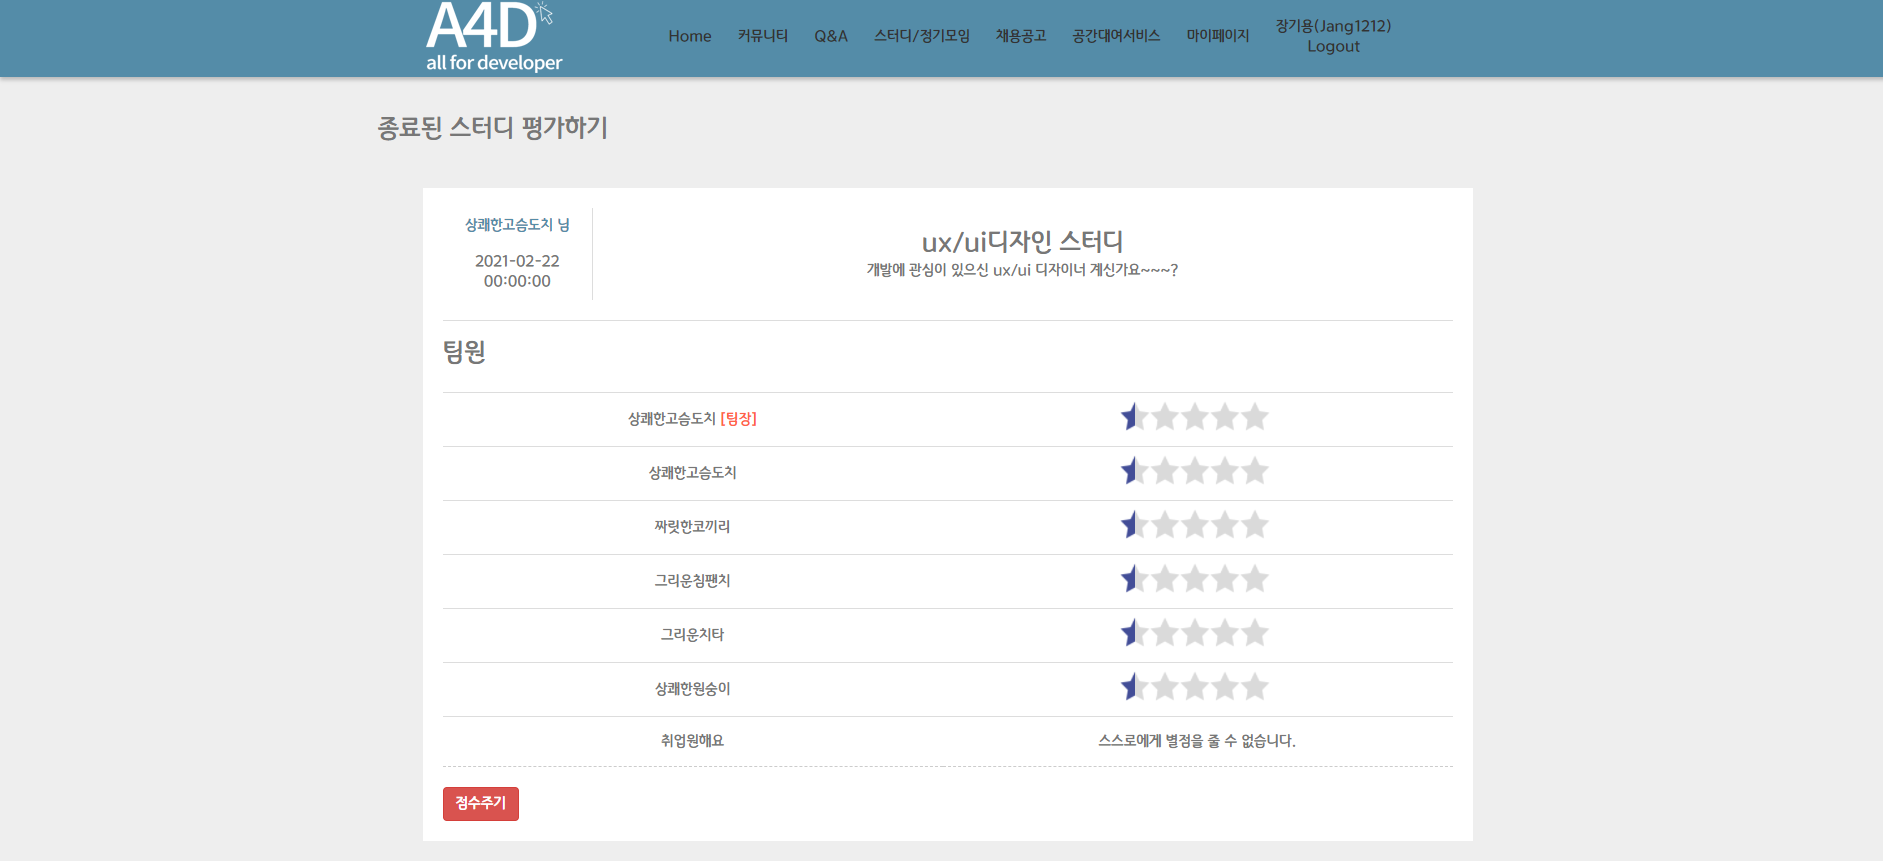 A4D
all for developer
Home 커뮤니티 Q&A 스터디/정기모임 채용공고 공간대여서비스 마이페이지 장기용(Jang1212)
Logout
종료된 스터디 평가하기
상쾌한고슴도치 님
2021-02-22
00:00:00
ux/ui디자인 스터디
개발에 관심이 있으신 ux/ui 디자이너 계신가요~~~?
팀원
상쾌한고슴도치 [팀장]
상쾌한고슴도치
짜릿한코끼리
그리운침팬치
그리운치타
상쾌한원숭이
취업원해요 스스로에게 별점을 줄 수 없습니다.
점수주기